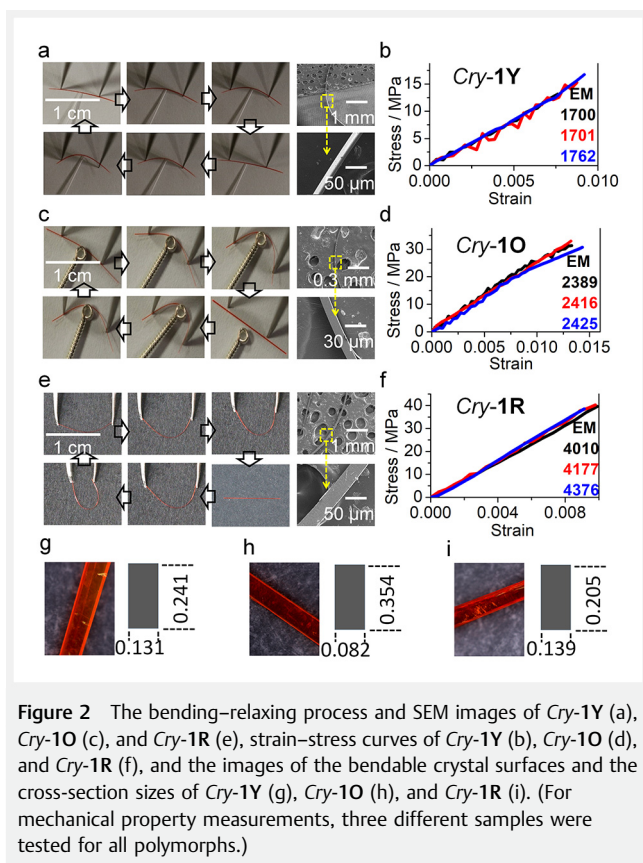 a
1 cm
1 mm
50 μm
b
Cry-1Y
Stress / MPa
20
15
10
5
0
EM
1700
1701
1762
0.000 0.005 0.010
Strain
c
1 cm
0.3 mm
30 μm
d
Cry-1O
Stress / MPa
40
30
20
10
0
EM
2389
2416
2425
0.000 0.005 0.010 0.015
Strain
e
1 cm
1 mm
50 μm
f
Cry-1R
Stress / MPa
40
30
20
10
0
EM
4010
4177
4376
0.000 0.004 0.008
Strain
g
0.241
0.131
h
0.354
0.082
i
0.205
0.139
Figure 2 The bending–relaxing process and SEM images of Cry-1Y (a),
Cry-1O (c), and Cry-1R (e), strain–stress curves of Cry-1Y (b), Cry-1O (d),
and Cry-1R (f), and the images of the bendable crystal surfaces and the
cross-section sizes of Cry-1Y (g), Cry-1O (h), and Cry-1R (i). (For
mechanical property measurements, three different samples were
tested for all polymorphs.)